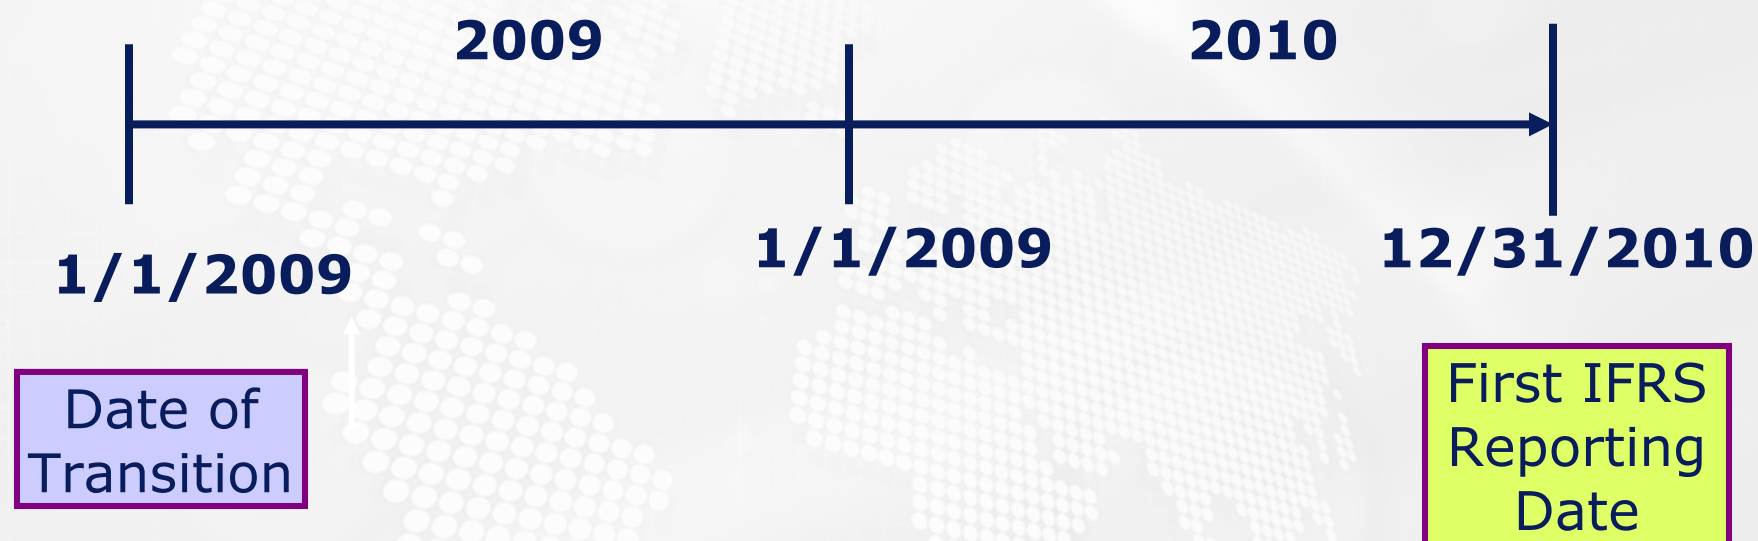 2009
2010
1/1/2009
1/1/2009
12/31/2010
Date of
Transition
First IFRS
Reporting
Date